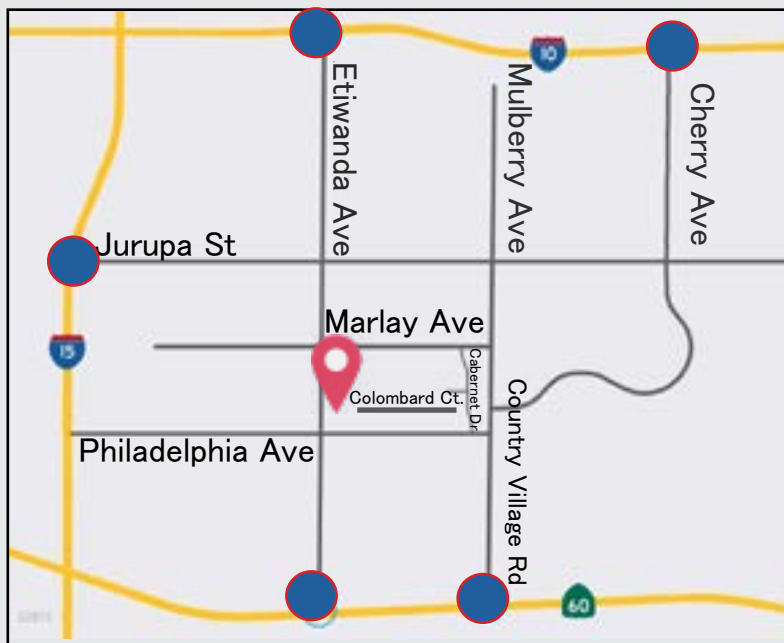 10
Etiwanda Ave
Mulberry Ave
Cherry Ave
Jurupa St
Marlay Ave
15
Cabernet Dr
Colombard Ct.
Country Village Rd
Philadelphia Ave
60